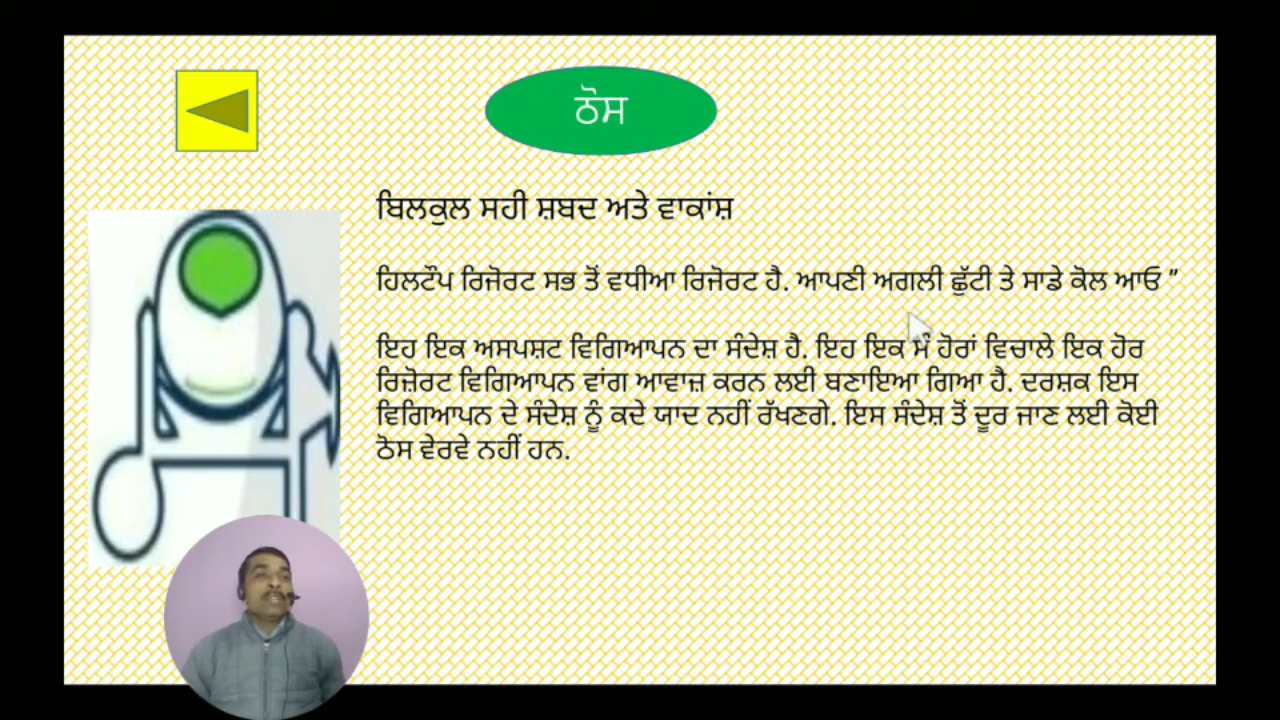 ਠੋਸ
ਬਿਲਕੁਲ ਸਹੀ ਸ਼ਬਦ ਅਤੇ ਵਾਕਾਂਸ਼
ਹਿਲਟੌਪ ਰਿਜੋਰਟ ਸਭ ਤੋਂ ਵਧੀਆ ਰਿਜੋਰਟ ਹੈ. ਆਪਣੀ ਅਗਲੀ ਛੁੱਟੀ ਤੇ ਸਾਡੇ ਕੋਲ ਆਓ ”
ਇਹ ਇਕ ਅਸਪਸ਼ਟ ਵਿਗਿਆਪਨ ਦਾ ਸੰਦੇਸ਼ ਹੈ. ਇਹ ਇਕ ਹੋਰਾਂ ਵਿਚਾਲੇ ਇਕ ਹੋਰ
ਰਿਜ਼ੋਰਟ ਵਿਗਿਆਪਨ ਵਾਂਗ ਆਵਾਜ਼ ਕਰਨ ਲਈ ਬਣਾਇਆ ਗਿਆ ਹੈ. ਦਰਸ਼ਕ ਇਸ
ਵਿਗਿਆਪਨ ਦੇ ਸੰਦੇਸ਼ ਨੂੰ ਕਦੇ ਯਾਦ ਨਹੀਂ ਰੱਖਣਗੇ. ਇਸ ਸੰਦੇਸ਼ ਤੋਂ ਦੂਰ ਜਾਣ ਲਈ ਕੋਈ
ਠੋਸ ਵੇਰਵੇ ਨਹੀਂ ਹਨ.